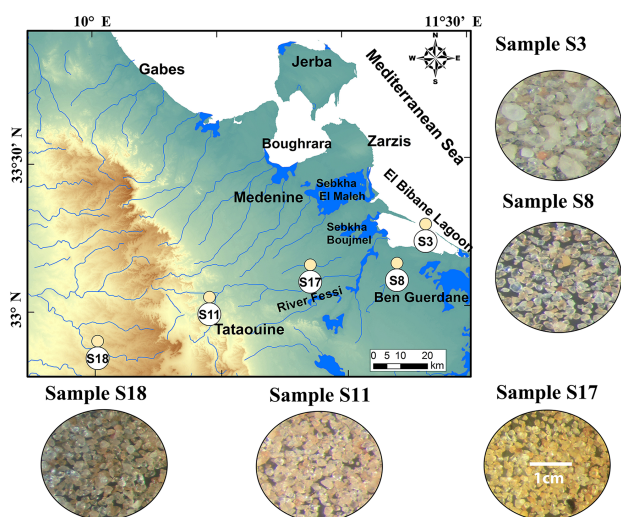 10° E
11°30' E
Sample S3
N
W
E
S
Gabes
Jerba
Mediterranean Sea
33°30' N
Boughrara
Zarzis
El Bibane Lagoon
Medenine
Sebkha
El Maleh
Sample S8
Sebkha
Boujmel
S3
S17
S8
River Fessi
Ben Guerdane
33° N
S11
Tataouine
S18
0 5 10 20
km
Sample S18
Sample S11
Sample S17
1cm